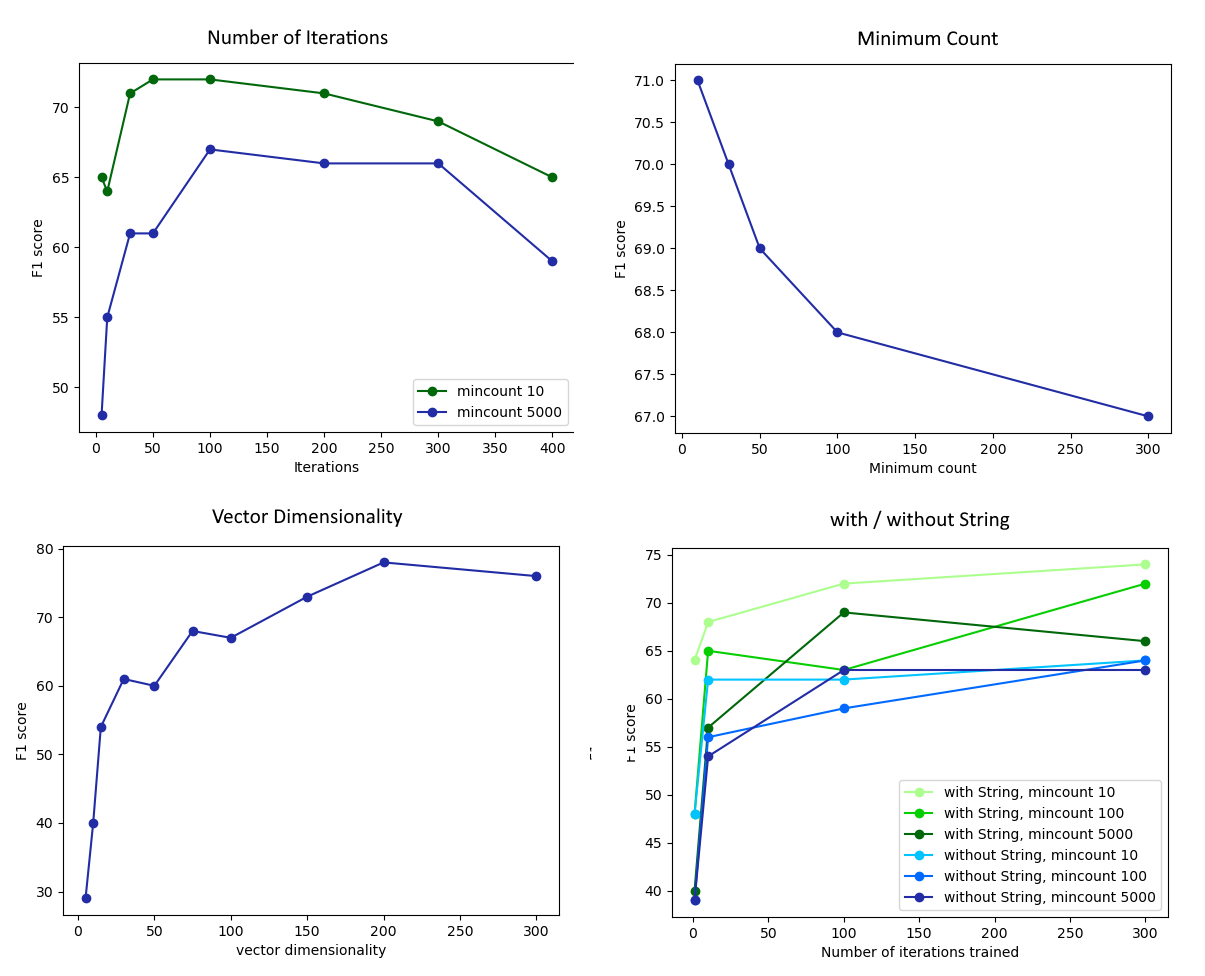 Number of Iterations
70
65
60
55
50
F1 score
mincount 10
mincount 5000
0 50 100 150 200 250 300 350 400
Iterations
Minimum Count
71.0
70.5
70.0
69.5
69.0
68.5
68.0
67.5
67.0
F1 score
0 50 100 150 200 250 300
Minimum count
Vector Dimensionality
80
70
60
50
40
30
F1 score
0 50 100 150 200 250 300
vector dimensionality
with / without String
75
70
65
60
55
50
45
40
F1 score
with String, mincount 10
with String, mincount 100
with String, mincount 5000
without String, mincount 10
without String, mincount 100
without String, mincount 5000
0 50 100 150 200 250 300
Number of iterations trained